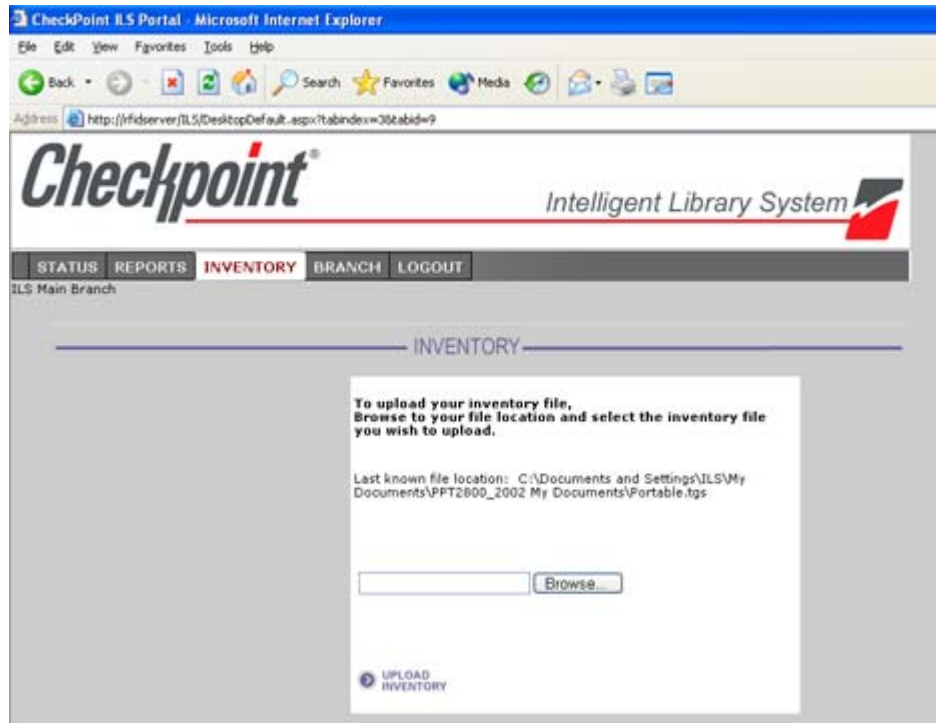 CheckPoint ILS Portal - Microsoft Internet Explorer
File Edit View Favorites Tools Help
Back Search Favorites Media
Address http://rfidserver/ILS/DesktopDefault.aspx?tabindex=3&tabid=9
Checkpoint®
Intelligent Library System
STATUS REPORTS INVENTORY BRANCH LOGOUT
ILS Main Branch
INVENTORY
To upload your inventory file,
Browse to your file location and select the inventory file
you wish to upload.
Last known file location: C:\Documents and Settings\ILS\My
Documents\PPT2800_2002 My Documents\Portable.tgs
Browse...
UPLOAD
INVENTORY